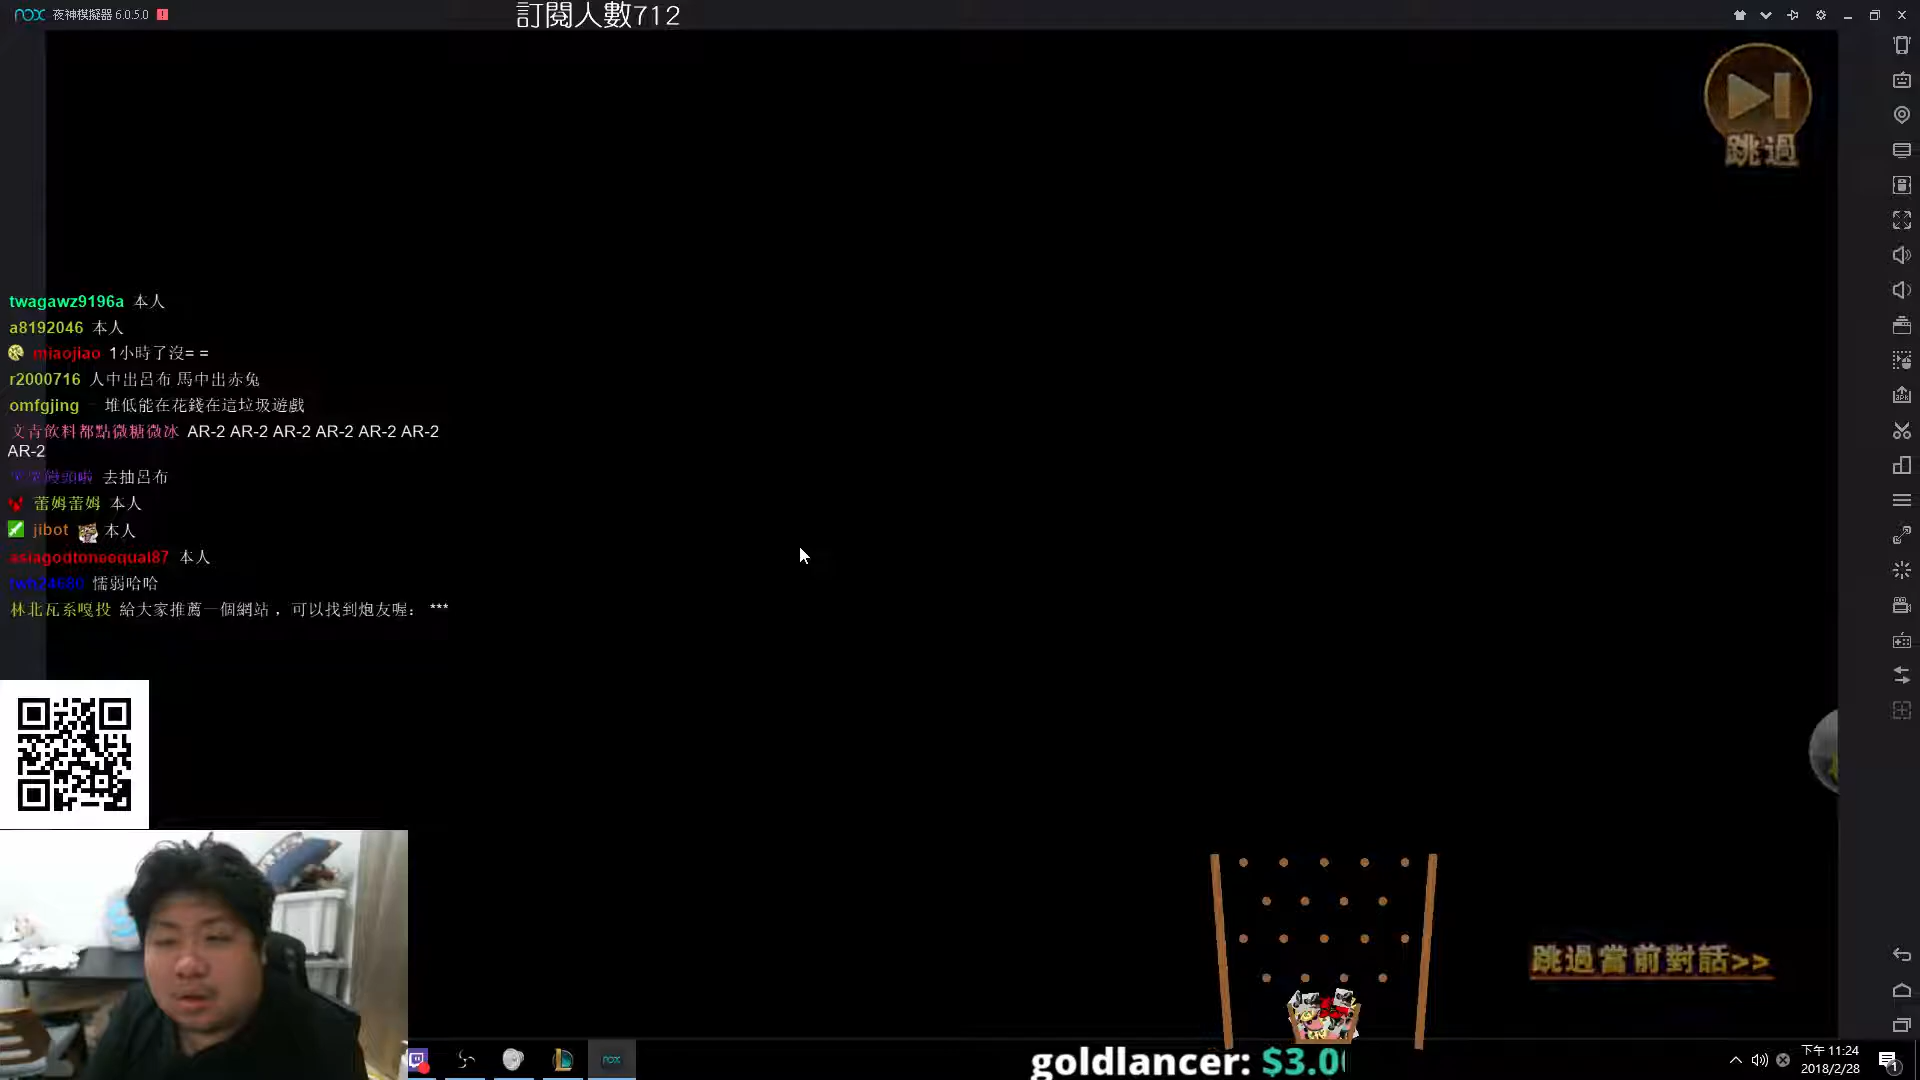 nox 夜神模擬器 6.0.5.0
訂閱人數712
跳過
twagawz9196a 本人
a8192046 本人
miaojiao 1小時了沒= =
r2000716 人中出呂布 馬中出赤兔
omfgjing 一堆低能在花錢在這垃圾遊戲
文青飲料都點微糖微冰 AR-2 AR-2 AR-2 AR-2 AR-2 AR-2
AR-2
去抽呂布
蕾姆蕾姆 本人
jibot 本人
asiagodtoneequal87 本人
twh24680 懦弱哈哈
林北瓦系嘎投 給大家推薦一個網站，可以找到炮友喔： ***
跳過當前對話>>
goldlancer: $3.0
nox
下午 11:24
2018/2/28
1